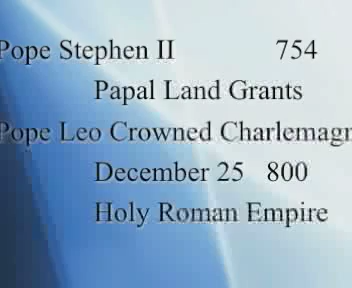 Pope Stephen II 754
Papal Land Grants
Pope Leo Crowned Charlemagn
December 25 800
Holy Roman Empire